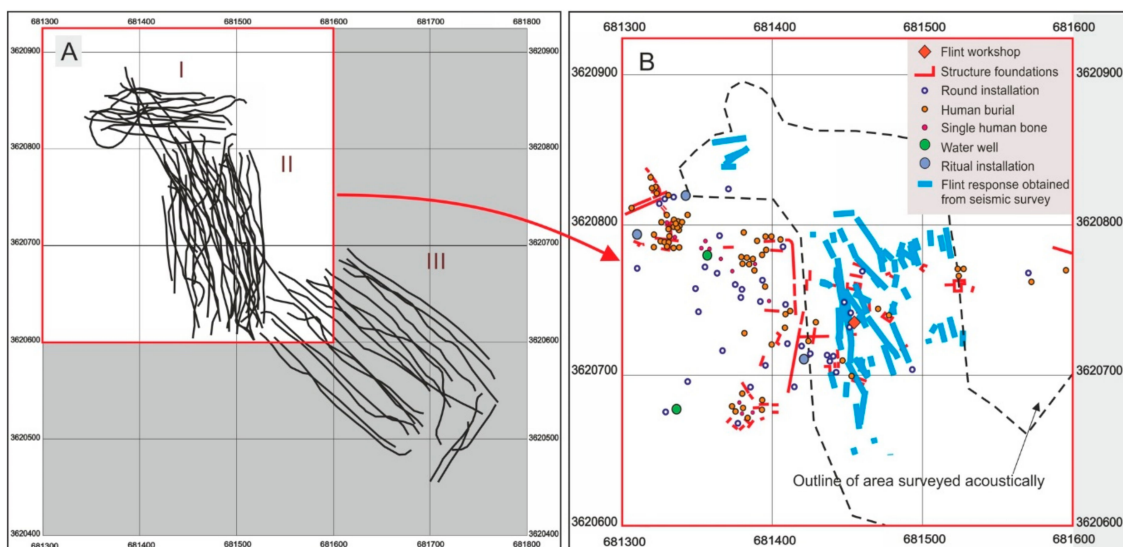 681300 681400 681500 681600 681700 681800
3620900 3620900
A
I
3620800 3620800
II
3620700 3620700
III
3620600 3620600
3620500 3620500
3620400 3620400
681300 681400 681500 681600 681700 681800
681300 681400 681500 681600
B
Flint workshop
3620900 3620900
Structure foundations
Round installation
Human burial
Single human bone
Water well
Ritual installation
Flint response obtained
from seismic survey
3620800 3620800
3620700 3620700
Outline of area surveyed acoustically
3620600 3620600
681300 681400 681500 681600